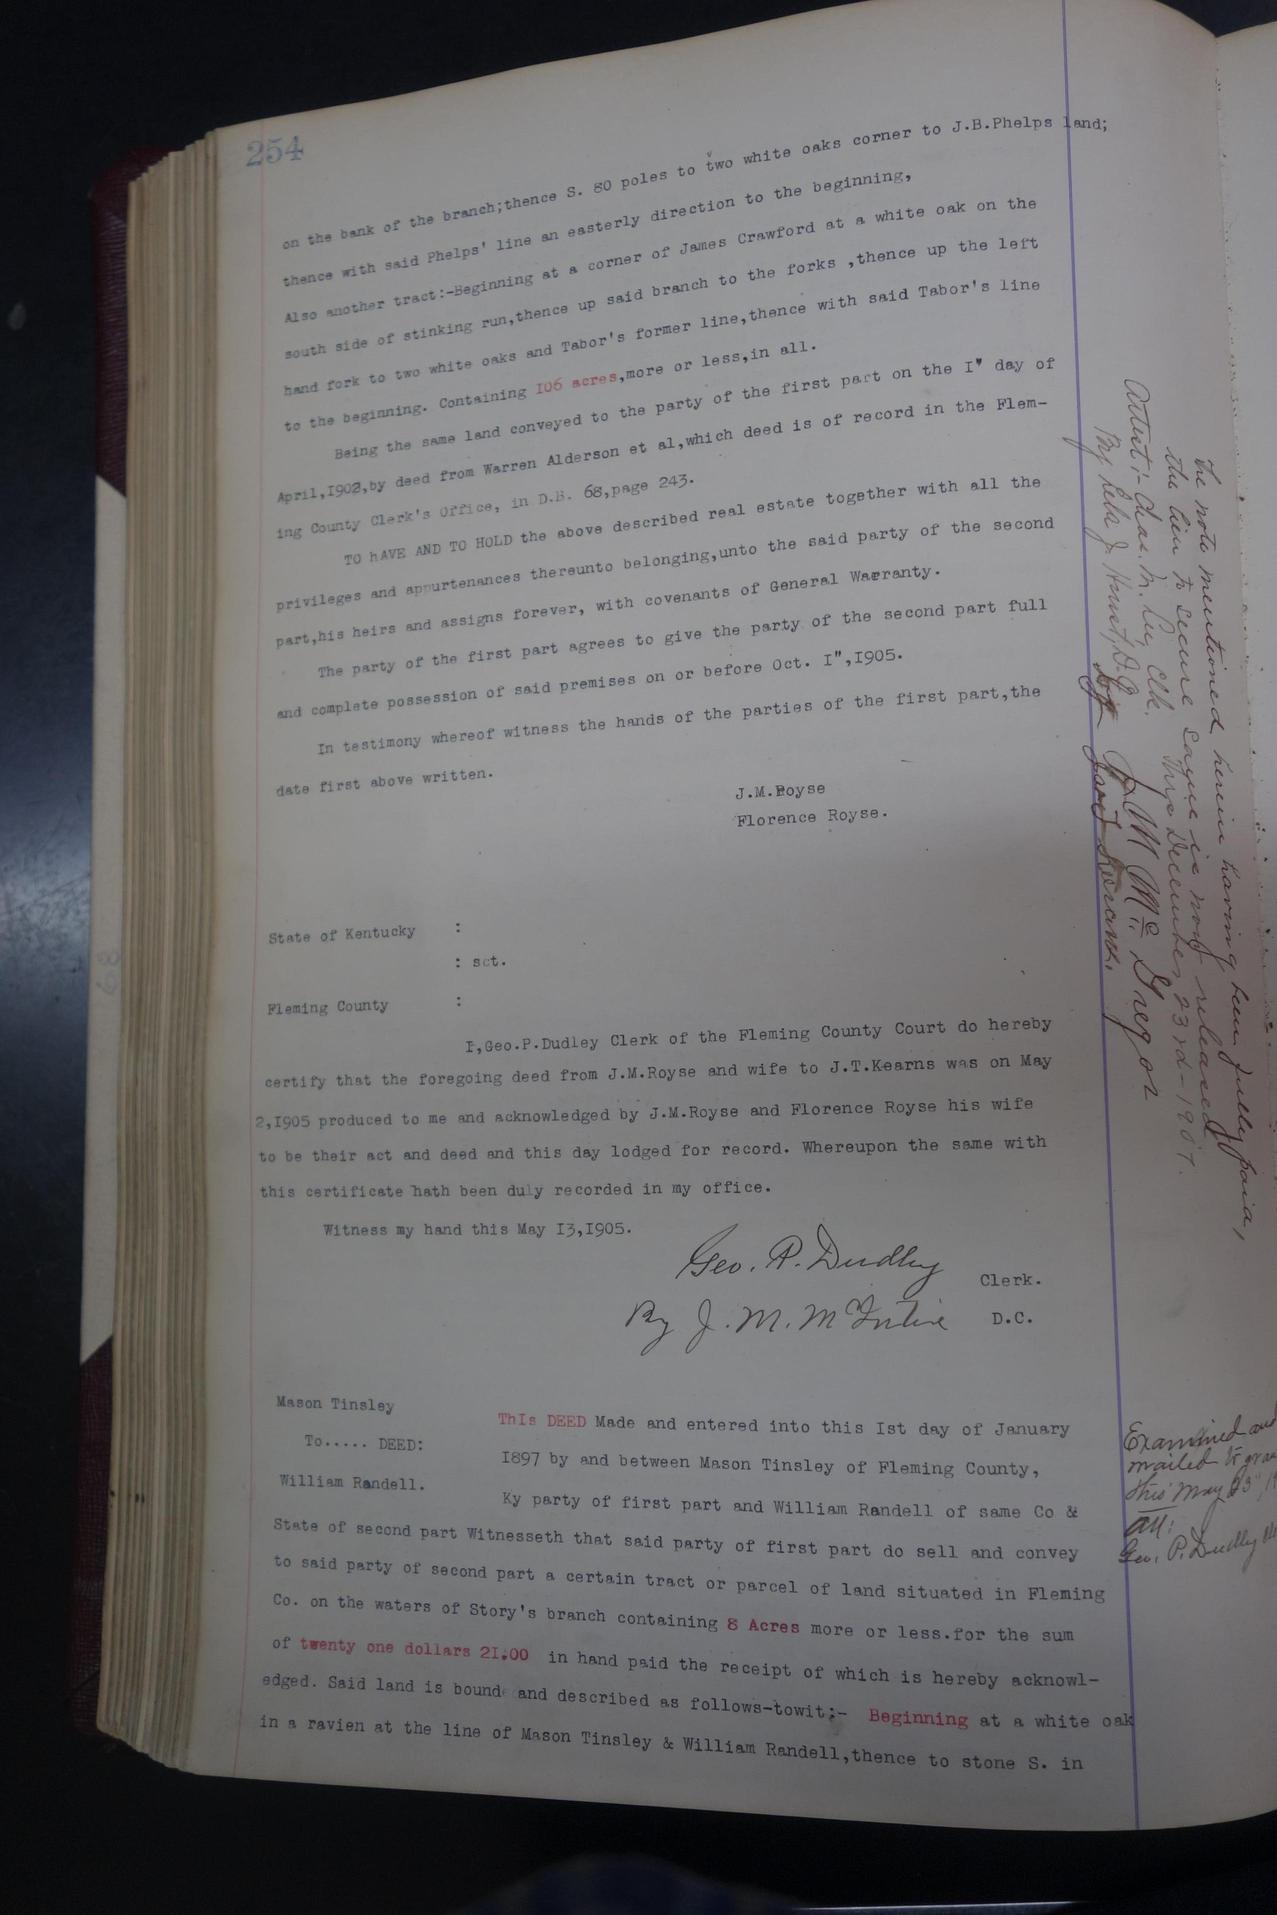 254
on the bank of the branch;thence S. 80 poles to two white oaks corner to J.B.Phelps land;
thence with said Phelps' line an easterly direction to the beginning,
Also another tract:-Beginning at a corner of James Crawford at a white oak on the
south side of stinking run,thence up said branch to the forks ,thence up the left
hand fork to two white oaks and Tabor's former line,thence with said Tabor's line
to the beginning. Containing I06 acres,more or less,in all.
Being the same land conveyed to the party of the first part on the I" day of
April,I902,by deed from Warren Alderson et al,which deed is of record in the Flem-
ing County Clerk's Office, in D.B. 68,page 243.
TO hAVE AND TO HOLD the above described real estate together with all the
privileges and appurtenances thereunto belonging,unto the said party of the second
part,his heirs and assigns forever, with covenants of General Warranty.
The party of the first part agrees to give the party of the second part full
and complete possession of said premises on or before Oct. I",I905.
In testimony whereof witness the hands of the parties of the first part,the
date first above written.
J.M.Royse
Florence Royse.
State of Kentucky :
: sct.
Fleming County :
I,Geo.P.Dudley Clerk of the Fleming County Court do hereby
certify that the foregoing deed from J.M.Royse and wife to J.T.Kearns was on May
2,I905 produced to me and acknowledged by J.M.Royse and Florence Royse his wife
to be their act and deed and this day lodged for record. Whereupon the same with
this certificate hath been duly recorded in my office.
Witness my hand this May I3,I905.
Geo. P. Dudley Clerk.
By J. M. McIntire D.C.
Mason Tinsley
To..... DEED:
William Randell.
ThIs DEED Made and entered into this Ist day of January
I897 by and between Mason Tinsley of Fleming County,
Ky party of first part and William Randell of same Co &
State of second part Witnesseth that said party of first part do sell and convey
to said party of second part a certain tract or parcel of land situated in Fleming
Co. on the waters of Story's branch containing 8 Acres more or less.for the sum
of twenty one dollars 2I.00 in hand paid the receipt of which is hereby acknowl-
edged. Said land is bound and described as follows-towit;- Beginning at a white oak
in a ravien at the line of Mason Tinsley & William Randell,thence to stone S. in
The note mentioned herein having been fully paid,
the lien to secure same is now released
this December 23rd-1907.
J M McGregor
Attest:- Chas. N. Lee Clk.
By Lela J. D.C.
Examined and
mailed to
this May 23"
Att:
Geo. P. Dudley